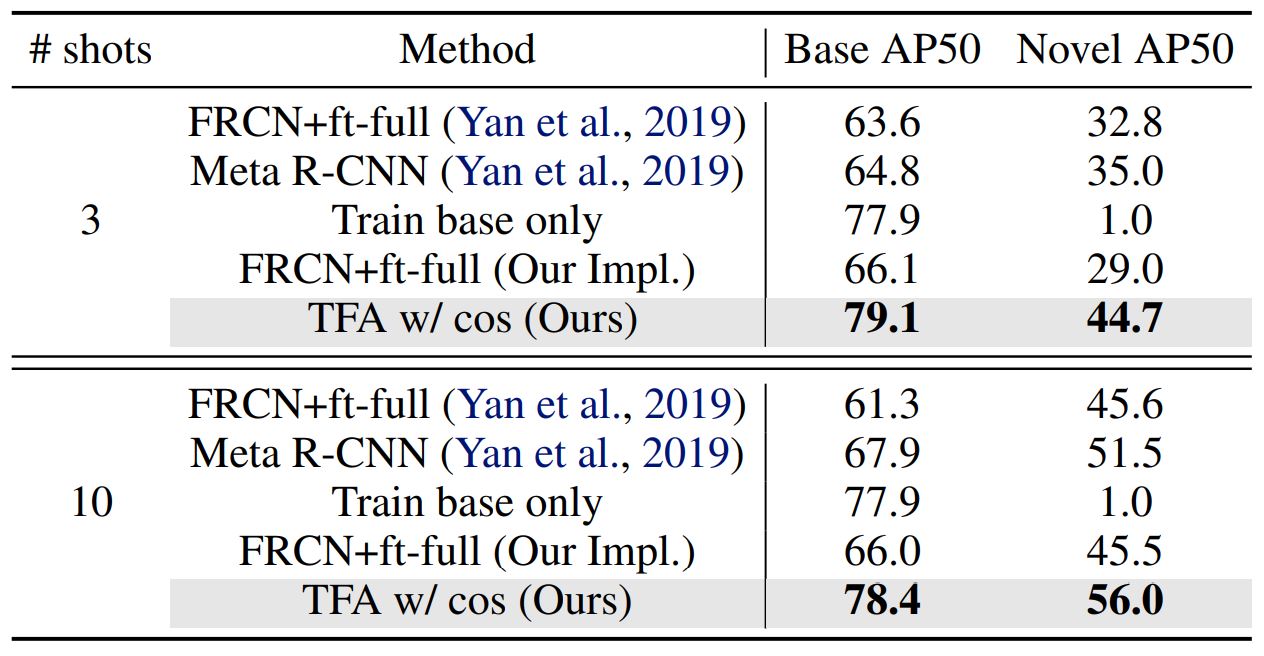 # shots Method Base AP50 Novel AP50
FRCN+ft-full (Yan et al., 2019) 63.6 32.8
Meta R-CNN (Yan et al., 2019) 64.8 35.0
3 Train base only 77.9 1.0
FRCN+ft-full (Our Impl.) 66.1 29.0
TFA w/ cos (Ours) 79.1 44.7
FRCN+ft-full (Yan et al., 2019) 61.3 45.6
Meta R-CNN (Yan et al., 2019) 67.9 51.5
10 Train base only 77.9 1.0
FRCN+ft-full (Our Impl.) 66.0 45.5
TFA w/ cos (Ours) 78.4 56.0